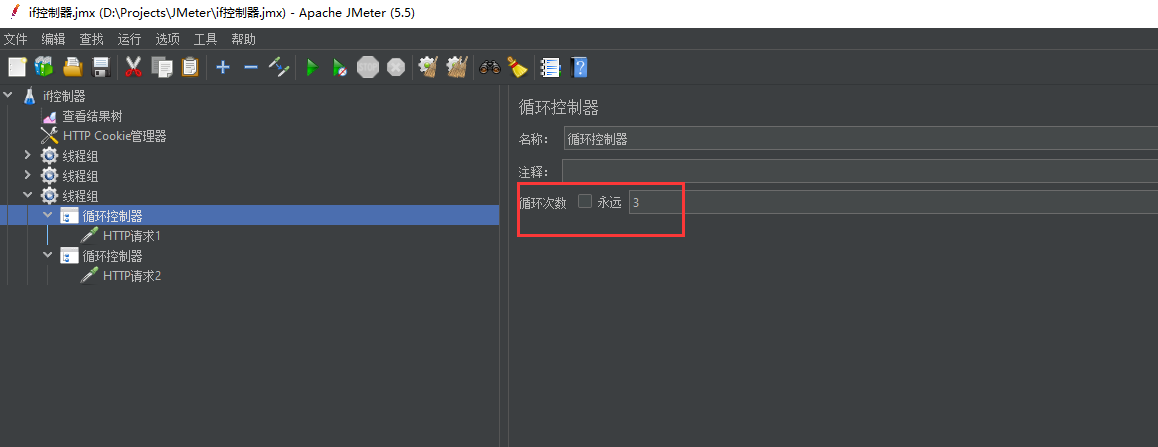 if控制器.jmx (D:\Projects\JMeter\if控制器.jmx) - Apache JMeter (5.5)
文件 编辑 查找 运行 选项 工具 帮助
STOP
if控制器
查看结果树
HTTP Cookie管理器
线程组
线程组
线程组
循环控制器
HTTP请求1
循环控制器
HTTP请求2
循环控制器
名称： 循环控制器
注释：
循环次数 永远 3